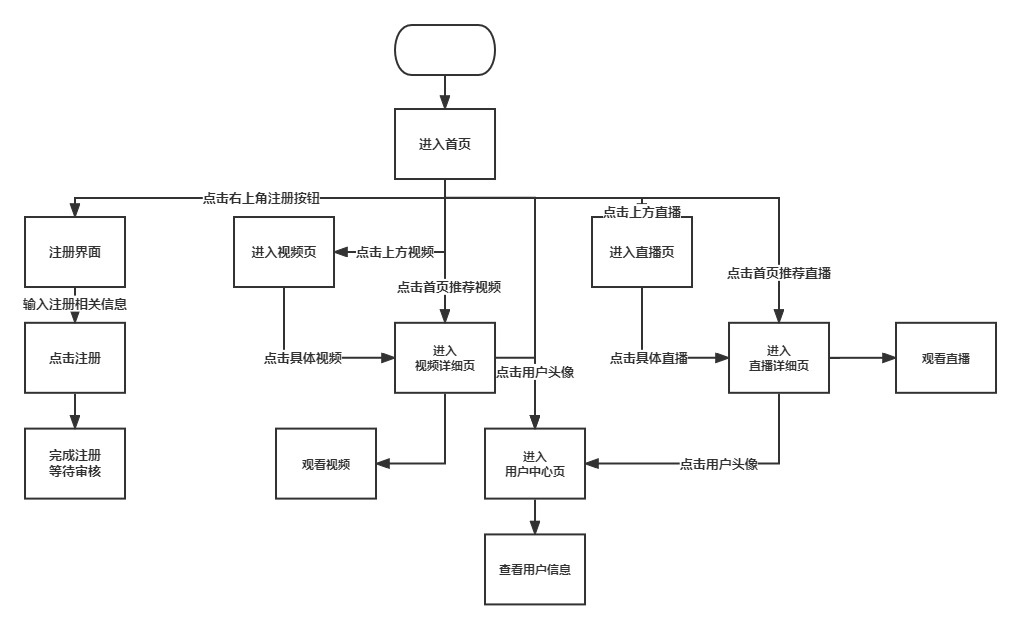 进入首页
点击右上角注册按钮
点击上方直播
注册界面
进入视频页
点击上方视频
进入直播页
点击首页推荐直播
点击首页推荐视频
输入注册相关信息
点击注册
点击具体视频
进入
视频详细页
点击用户头像
点击具体直播
进入
直播详细页
观看直播
完成注册
等待审核
观看视频
进入
用户中心页
点击用户头像
查看用户信息